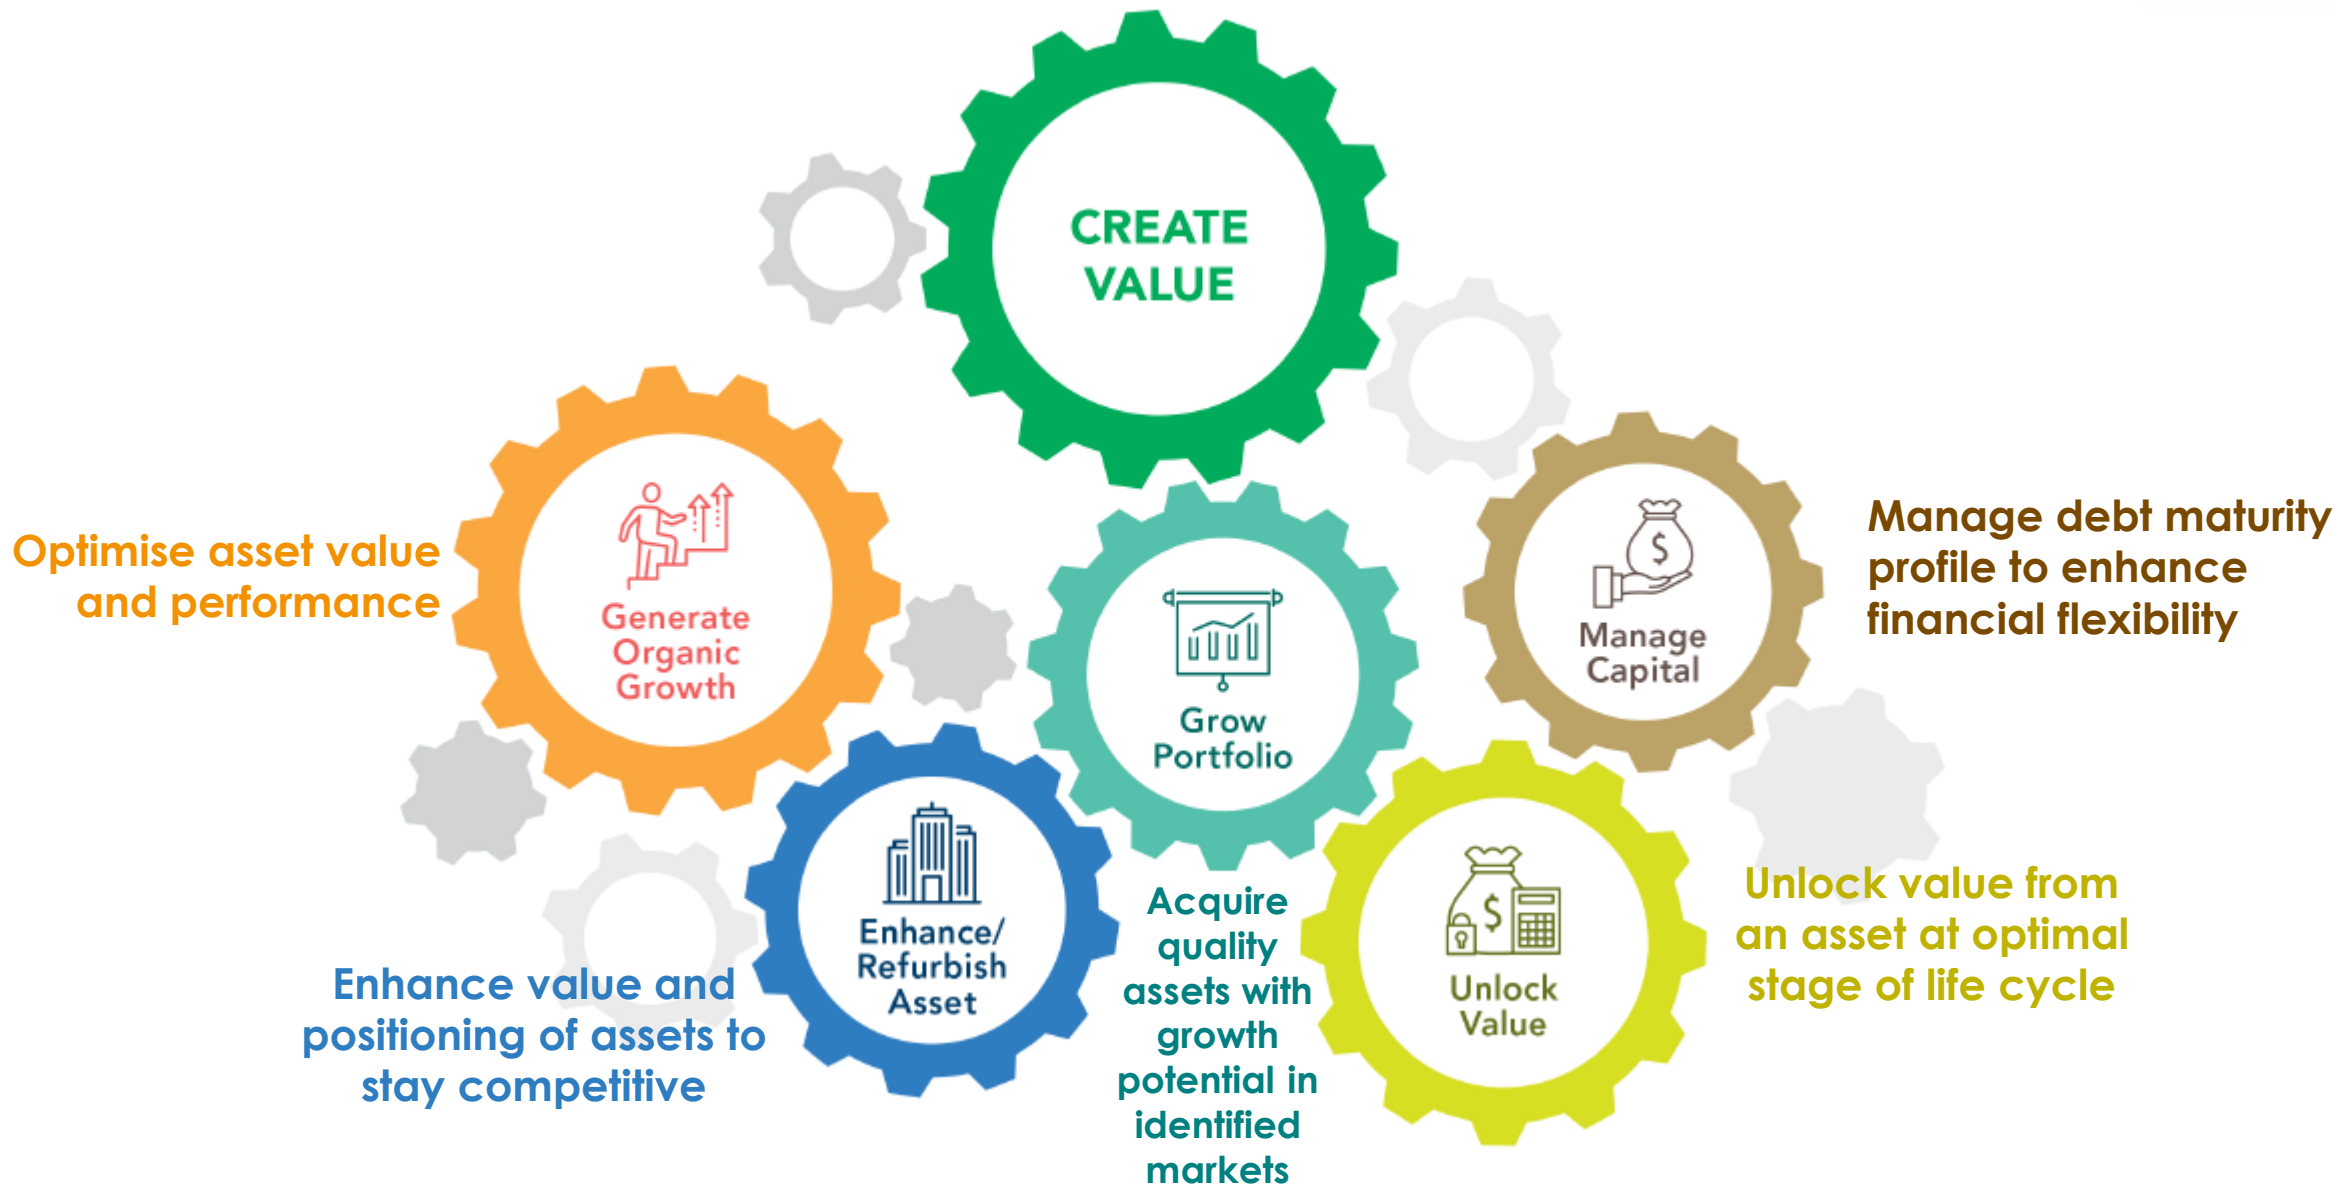 CREATE
VALUE
Optimise asset value
and performance
Generate
Organic
Growth
Grow
Portfolio
$
Manage
Capital
Manage debt maturity
profile to enhance
financial flexibility
Enhance/
Refurbish
Asset
Enhance value and
positioning of assets to
stay competitive
Acquire
quality
assets with
growth
potential in
identified
markets
$
Unlock
Value
Unlock value from
an asset at optimal
stage of life cycle